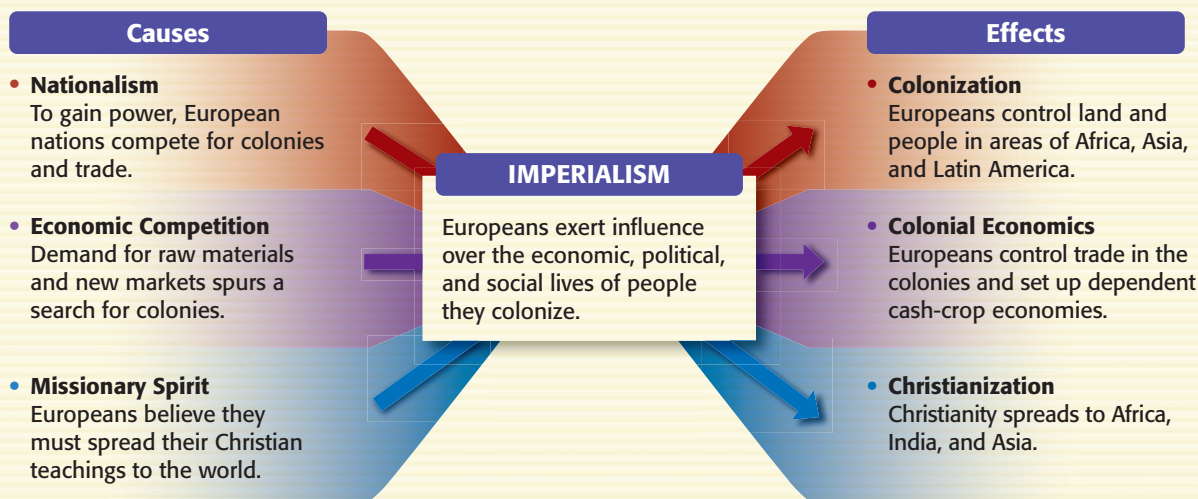 Causes
• Nationalism
To gain power, European
nations compete for colonies
and trade.
• Economic Competition
Demand for raw materials
and new markets spurs a
search for colonies.
• Missionary Spirit
Europeans believe they
must spread their Christian
teachings to the world.
IMPERIALISM
Europeans exert influence
over the economic, political,
and social lives of people
they colonize.
Effects
• Colonization
Europeans control land and
people in areas of Africa, Asia,
and Latin America.
• Colonial Economics
Europeans control trade in the
colonies and set up dependent
cash-crop economies.
• Christianization
Christianity spreads to Africa,
India, and Asia.